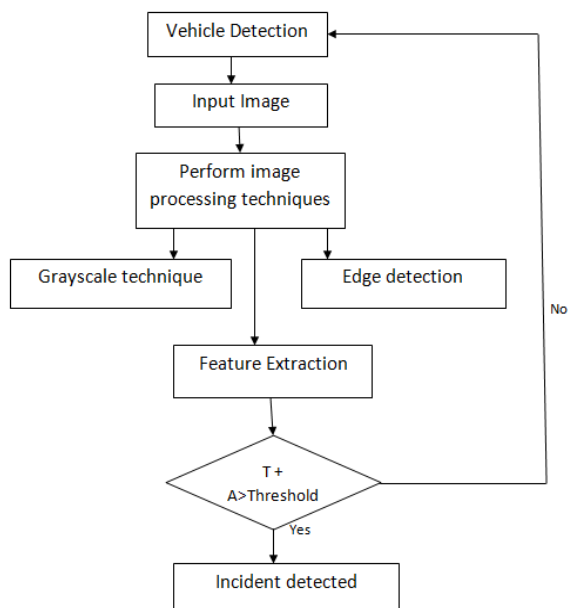 Vehicle Detection
Input Image
Perform image
processing techniques
Grayscale technique
Edge detection
No
Feature Extraction
T +
A>Threshold
Yes
Incident detected